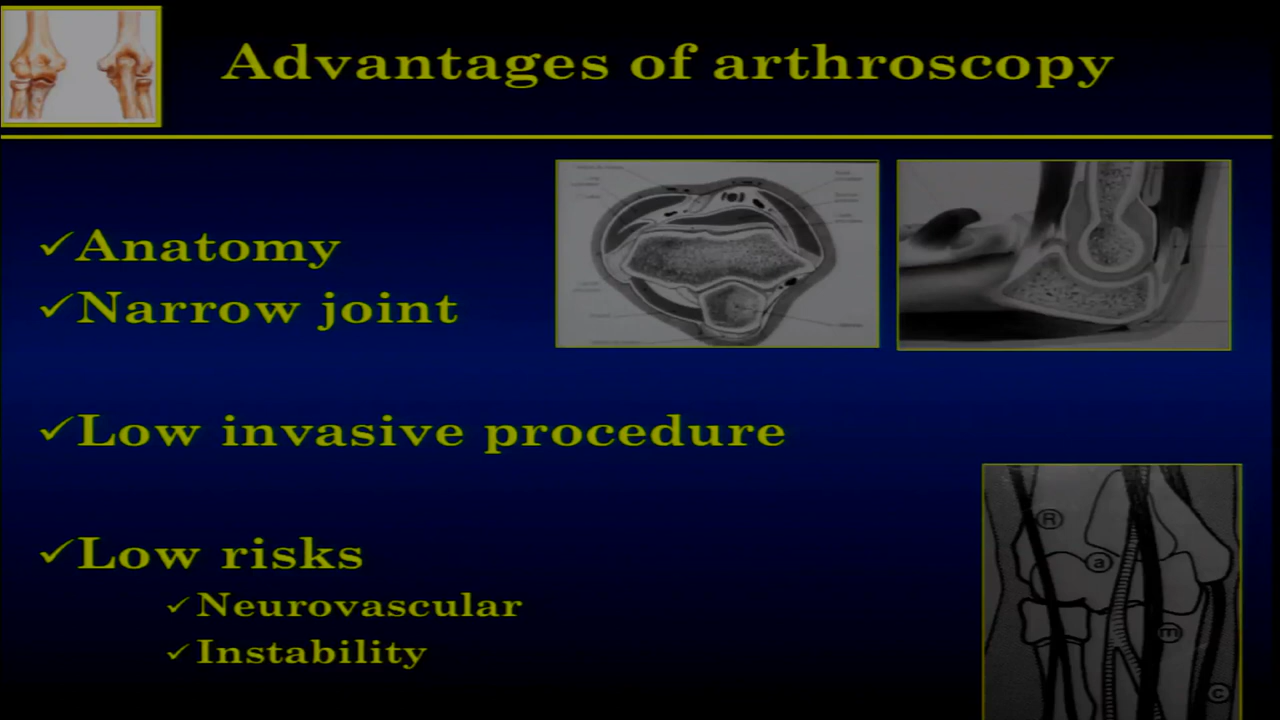 Advantages of arthroscopy
✓Anatomy
✓Narrow joint
✓Low invasive procedure
✓Low risks
✓Neurovascular
✓Instability
R
a
m
c